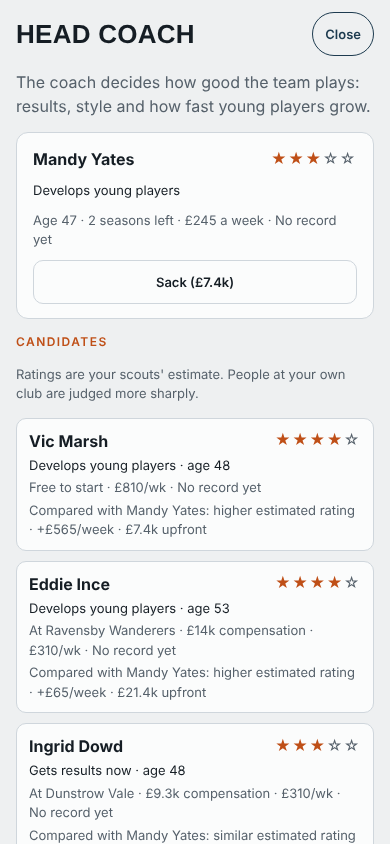 HEAD COACH
Close
The coach decides how good the team plays:
results, style and how fast young players grow.
Mandy Yates
★★★☆☆
Develops young players
Age 47 · 2 seasons left · £245 a week · No record
yet
Sack (£7.4k)
CANDIDATES
Ratings are your scouts' estimate. People at your own
club are judged more sharply.
Vic Marsh
★★★★☆
Develops young players · age 48
Free to start · £810/wk · No record yet
Compared with Mandy Yates: higher estimated rating
· +£565/week · £7.4k upfront
Eddie Ince
★★★★☆
Develops young players · age 53
At Ravensby Wanderers · £14k compensation ·
£310/wk · No record yet
Compared with Mandy Yates: higher estimated rating
· +£65/week · £21.4k upfront
Ingrid Dowd
★★★☆☆
Gets results now · age 48
At Dunstrow Vale · £9.3k compensation · £310/wk ·
No record yet
Compared with Mandy Yates: similar estimated rating